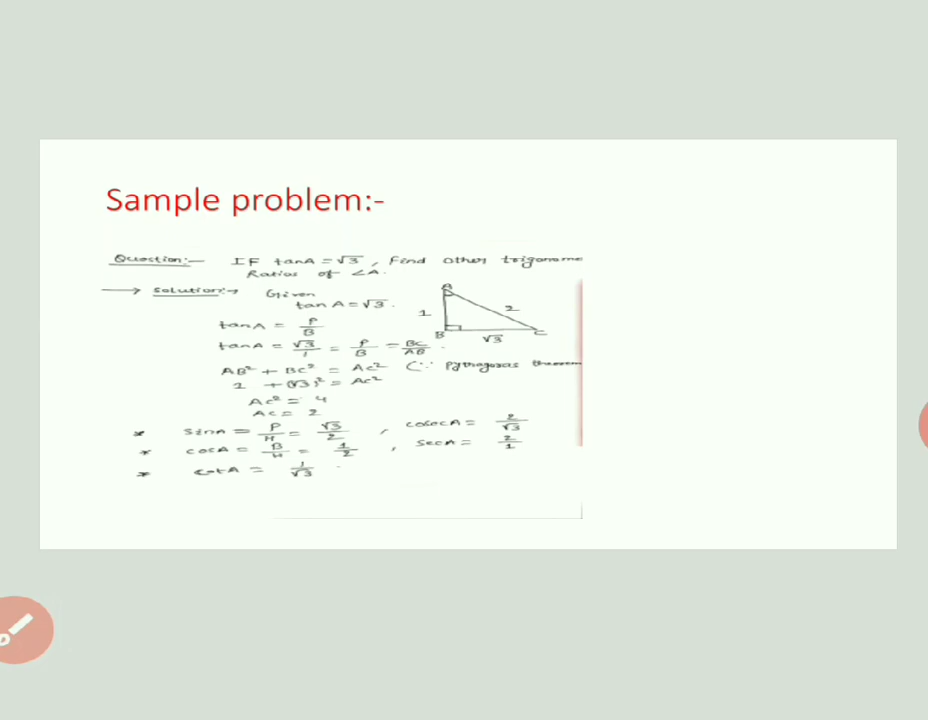 Sample problem:-
Question:- IF tanA = √3, Find other trigonome
Ratios of ∠A.
→ Solution:→ Given
tan A = √3.
tanA = P/B
tanA = √3/1 = P/B = BC/AB.
AB² + BC² = AC² (∵ Pythagoras theorem
1 + (√3)² = AC²
AC² = 4
AC = 2
* SinA = P/H = √3/2, cosecA = 2/√3
* cosA = B/H = 1/2, SecA = 2/1
* cotA = 1/√3
A
1
2
B
√3
C